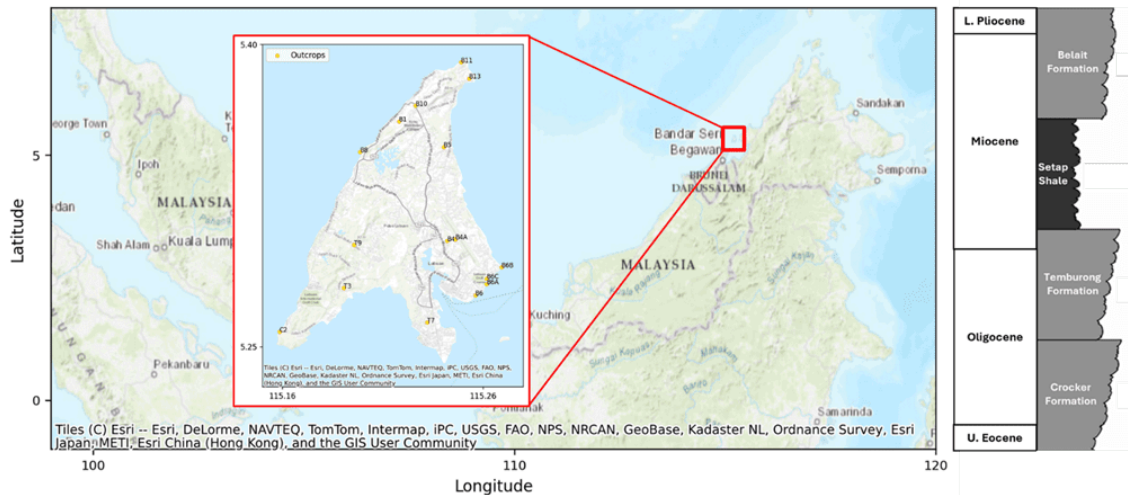 5.40
Outcrops
B11
B13
B10
B1
B3
B8
T9
B4
B4A
B6B
B6C
B6A
B6
T3
T7
C2
5.25
Tiles (C) Esri -- Esri, DeLorme, NAVTEQ, TomTom, Intermap, iPC, USGS, FAO, NPS,
NRCAN, GeoBase, Kadaster NL, Ordnance Survey, Esri Japan, METI, Esri China
(Hong Kong), and the GIS User Community
115.16
115.26
eorge Town
Ipoh
MALAYSIA
Shah Alam
Kuala Lump
edan
Pekanbaru
Bandar Seri
Begawan
BRUNEI
DARUSSALAM
Sandakan
Semporna
MALAYSIA
Kuching
Samarinda
Latitude
5
0
Tiles (C) Esri -- Esri, DeLorme, NAVTEQ, TomTom, Intermap, iPC, USGS, FAO, NPS, NRCAN, GeoBase, Kadaster NL, Ordnance Survey, Esri
Japan, METI, Esri China (Hong Kong), and the GIS User Community
100
110
120
Longitude
L. Pliocene
Miocene
Oligocene
U. Eocene
Belait
Formation
Setap
Shale
Temburong
Formation
Crocker
Formation